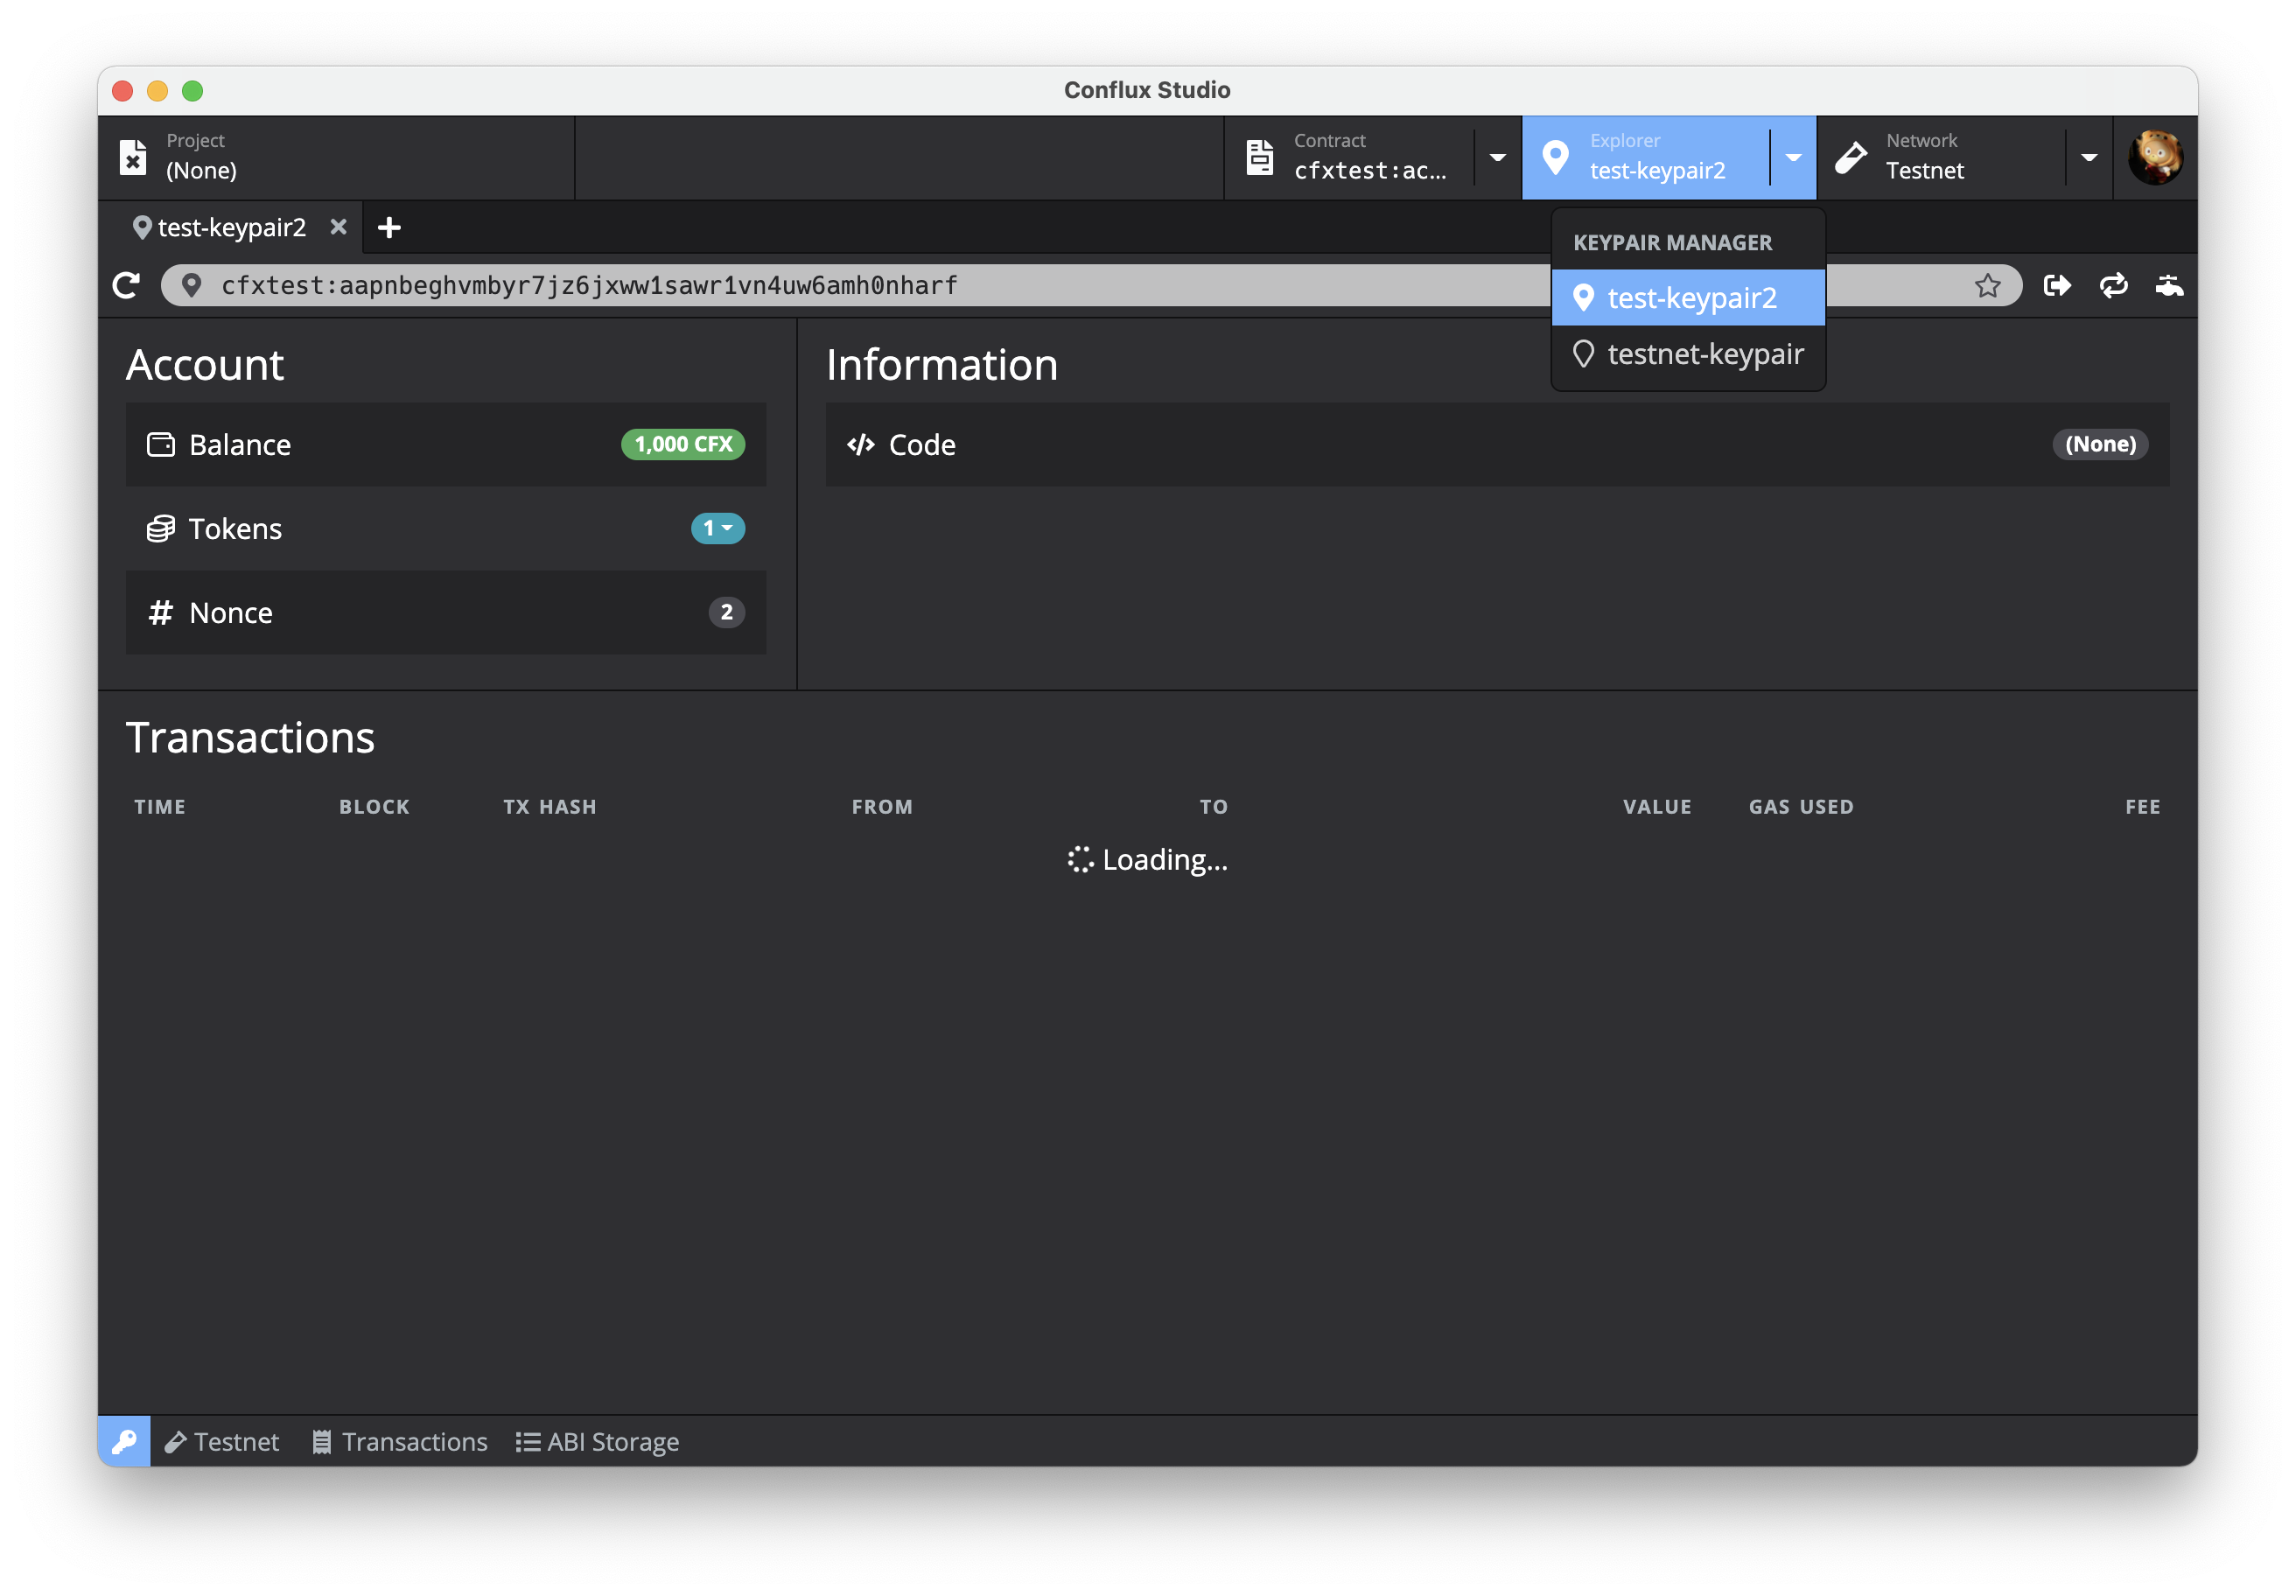 Conflux Studio
Project
(None)
Contract
cfxtest:ac...
Explorer
test-keypair2
Network
Testnet
test-keypair2
KEYPAIR MANAGER
test-keypair2
testnet-keypair
cfxtest:aapnbeghvmbyr7jz6jxww1sawr1vn4uw6amh0nharf
Account
Balance 1,000 CFX
Tokens 1
Nonce 2
Information
Code (None)
Transactions
TIME BLOCK TX HASH FROM TO VALUE GAS USED FEE
Loading...
Testnet Transactions ABI Storage